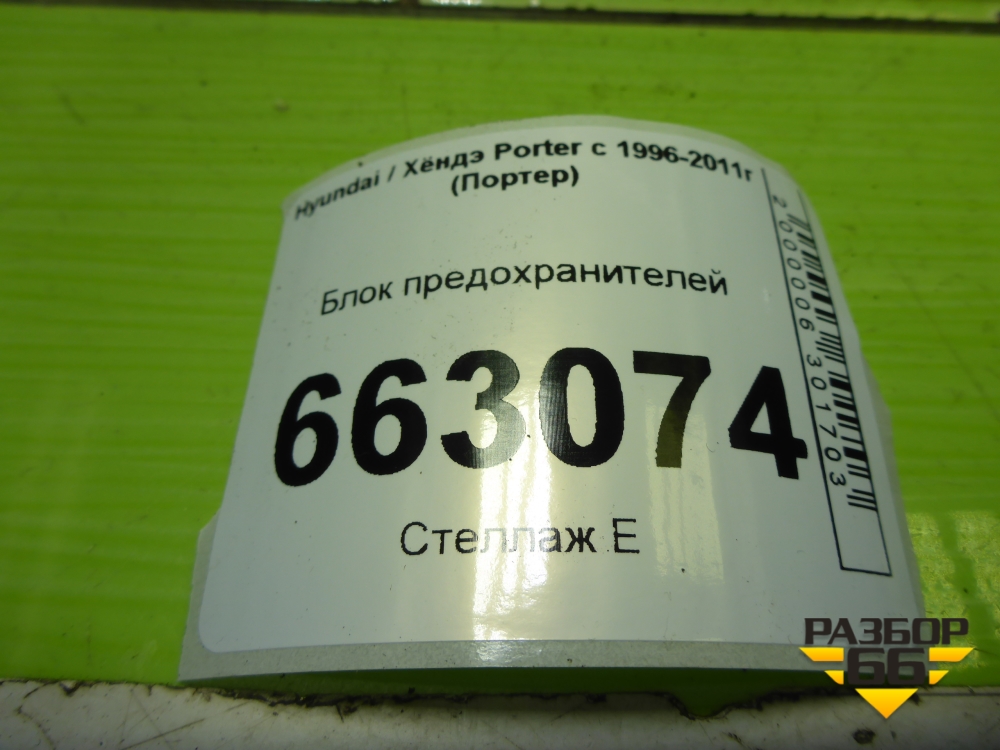 Hyundai / Хёндэ Porter с 1996-2011г
(Портер)
Блок предохранителей
663074
Стеллаж Е
2000006301703
РАЗБОР
66